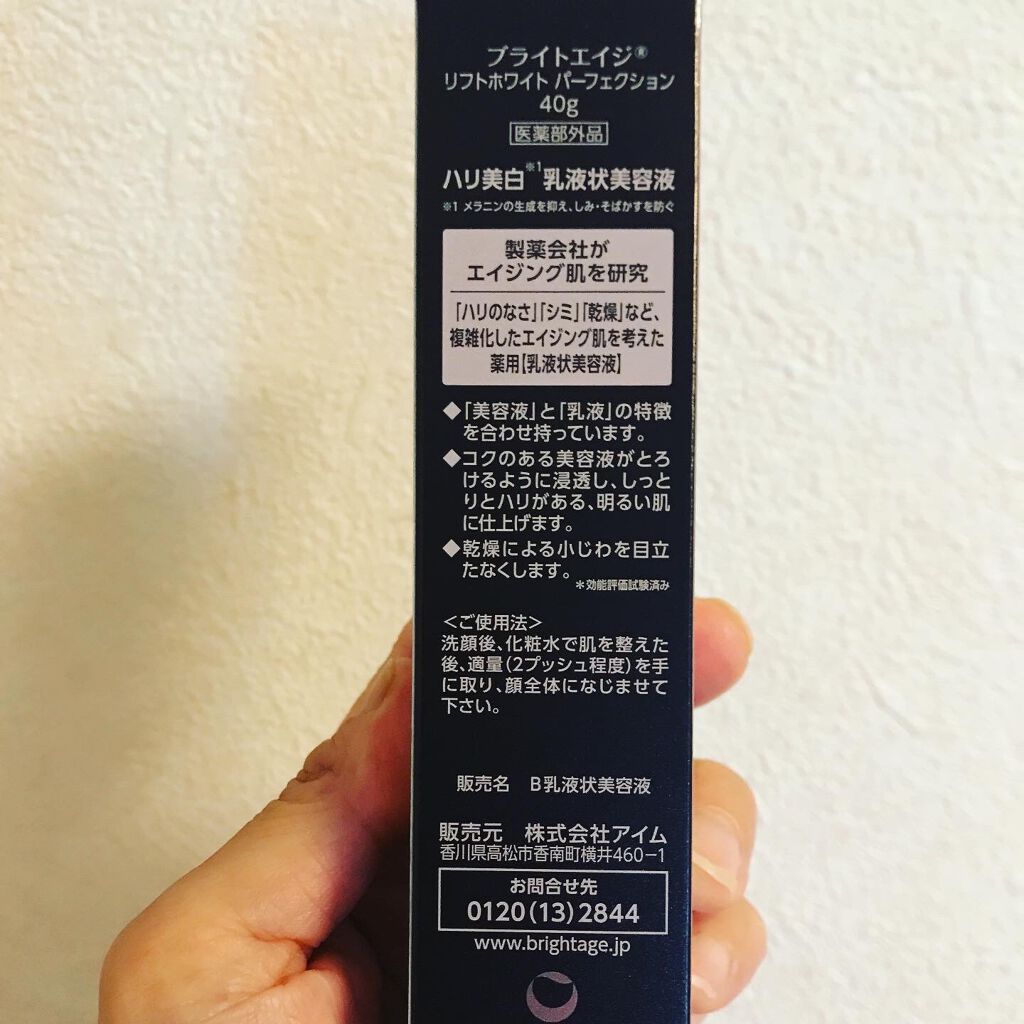 ブライトエイジ®
リフトホワイト パーフェクション
40g
医薬部外品
ハリ美白※1乳液状美容液
※1 メラニンの生成を抑え、しみ・そばかすを防ぐ
製薬会社が
エイジング肌を研究
「ハリのなさ」「シミ」「乾燥」など、
複雑化したエイジング肌を考えた
薬用【乳液状美容液】
◆「美容液」と「乳液」の特徴
を合わせ持っています。
◆コクのある美容液がとろ
けるように浸透し、しっと
りとハリがある、明るい肌
に仕上げます。
◆乾燥による小じわを目立
たなくします。
＊効能評価試験済み
＜ご使用法＞
洗顔後、化粧水で肌を整えた
後、適量（2プッシュ程度）を手
に取り、顔全体になじませて
下さい。
販売名 B乳液状美容液
販売元 株式会社アイム
香川県高松市香南町横井460−1
お問合せ先
0120(13)2844
www.brightage.jp